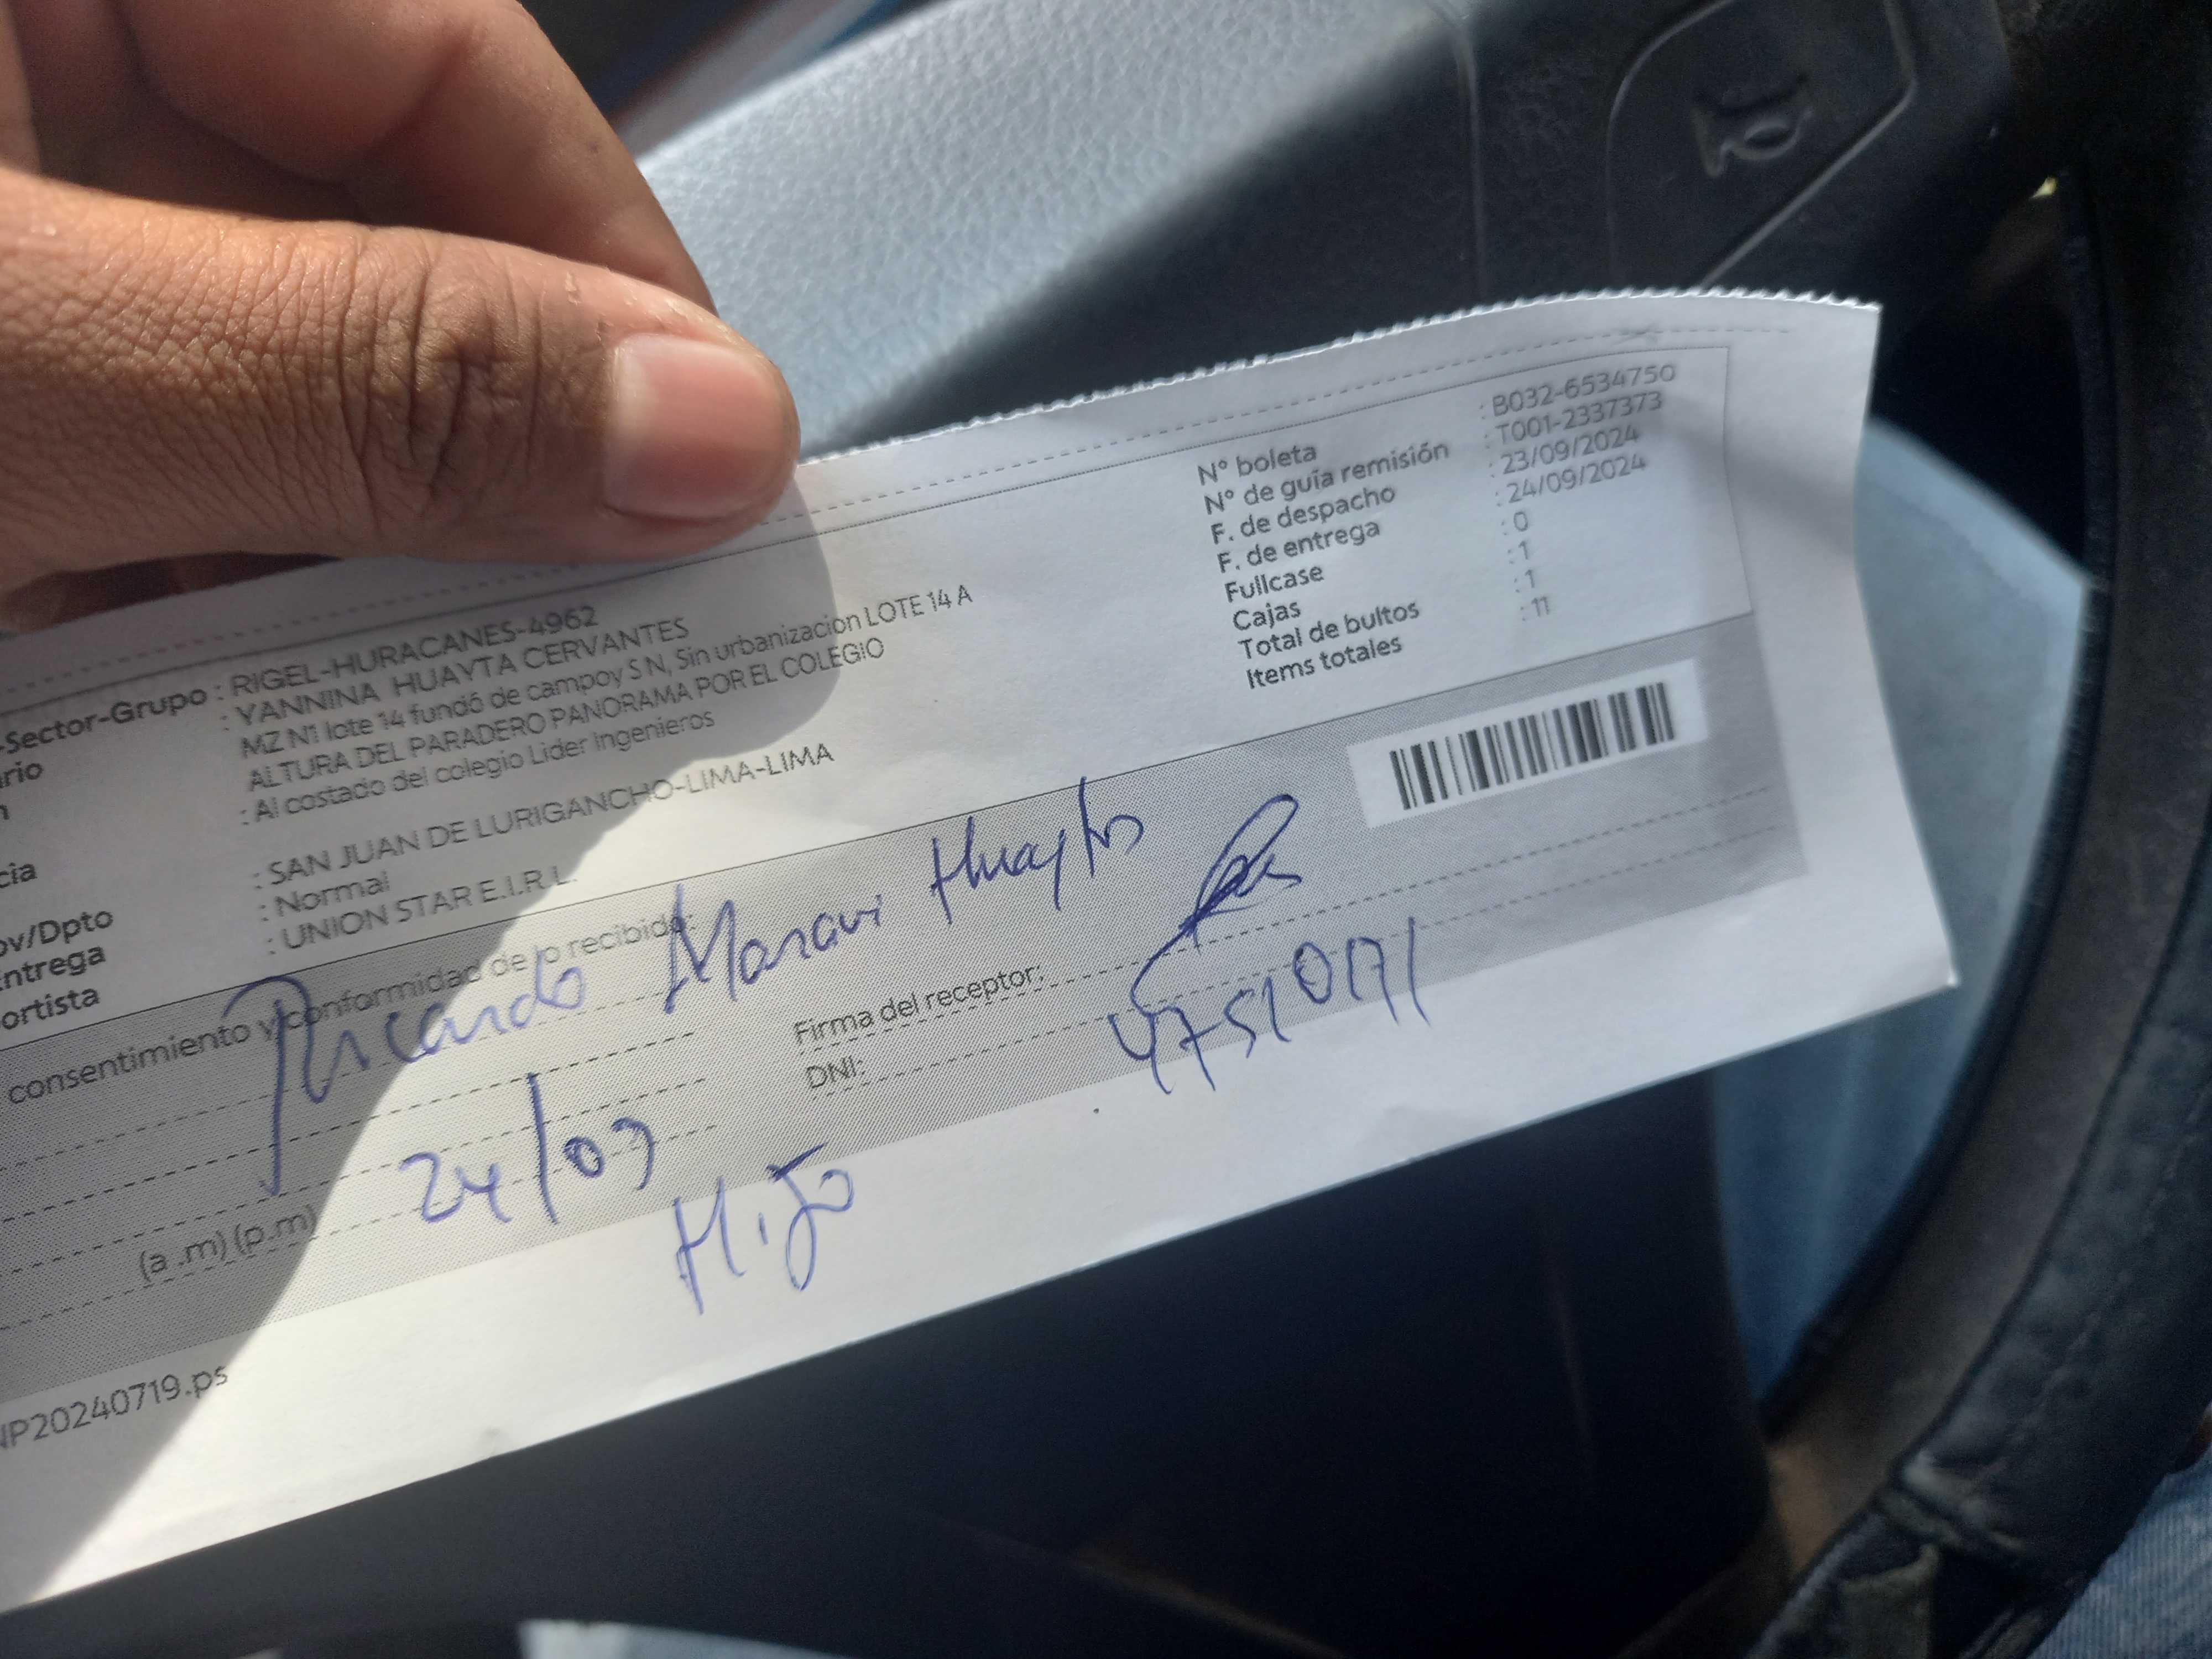 -Sector-Grupo : RIGEL-HURACANES-4962
rio : YANNINA HUAYTA CERVANTES
MZ N1 lote 14 fundó de campoy S N, Sin urbanizacion LOTE 14 A
ALTURA DEL PARADERO PANORAMA POR EL COLEGIO
: Al costado del colegio Lider Ingenieros
cia
: SAN JUAN DE LURIGANCHO-LIMA-LIMA
ov/Dpto : Normal
Entrega : UNION STAR E.I.R.L.
ortista
N° boleta : B032-6534750
N° de guía remisión : T001-2337373
F. de despacho : 23/09/2024
F. de entrega : 24/09/2024
Fullcase : 0
Cajas : 1
Total de bultos : 1
Items totales : 11
consentimiento y conformidad de lo recibido:
Ricardo Maravi Huayta
Firma del receptor:
DNI: 47510171
24/09
(a .m) (p.m)
Hijo
NP20240719.ps